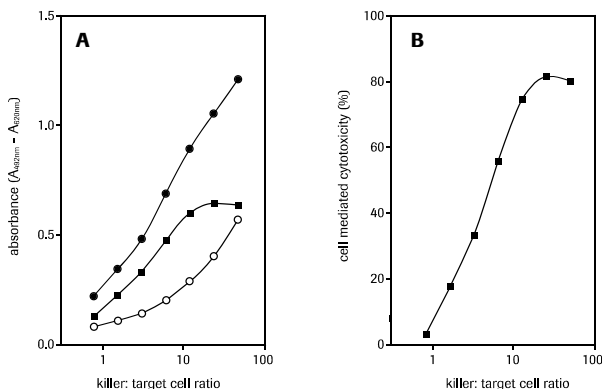 A
1.5
1.0
0.5
0.0
absorbance (A492nm – A620nm)
1
10
100
killer: target cell ratio
B
100
80
60
40
20
0
cell mediated cytotoxicity (%)
1
10
100
killer: target cell ratio